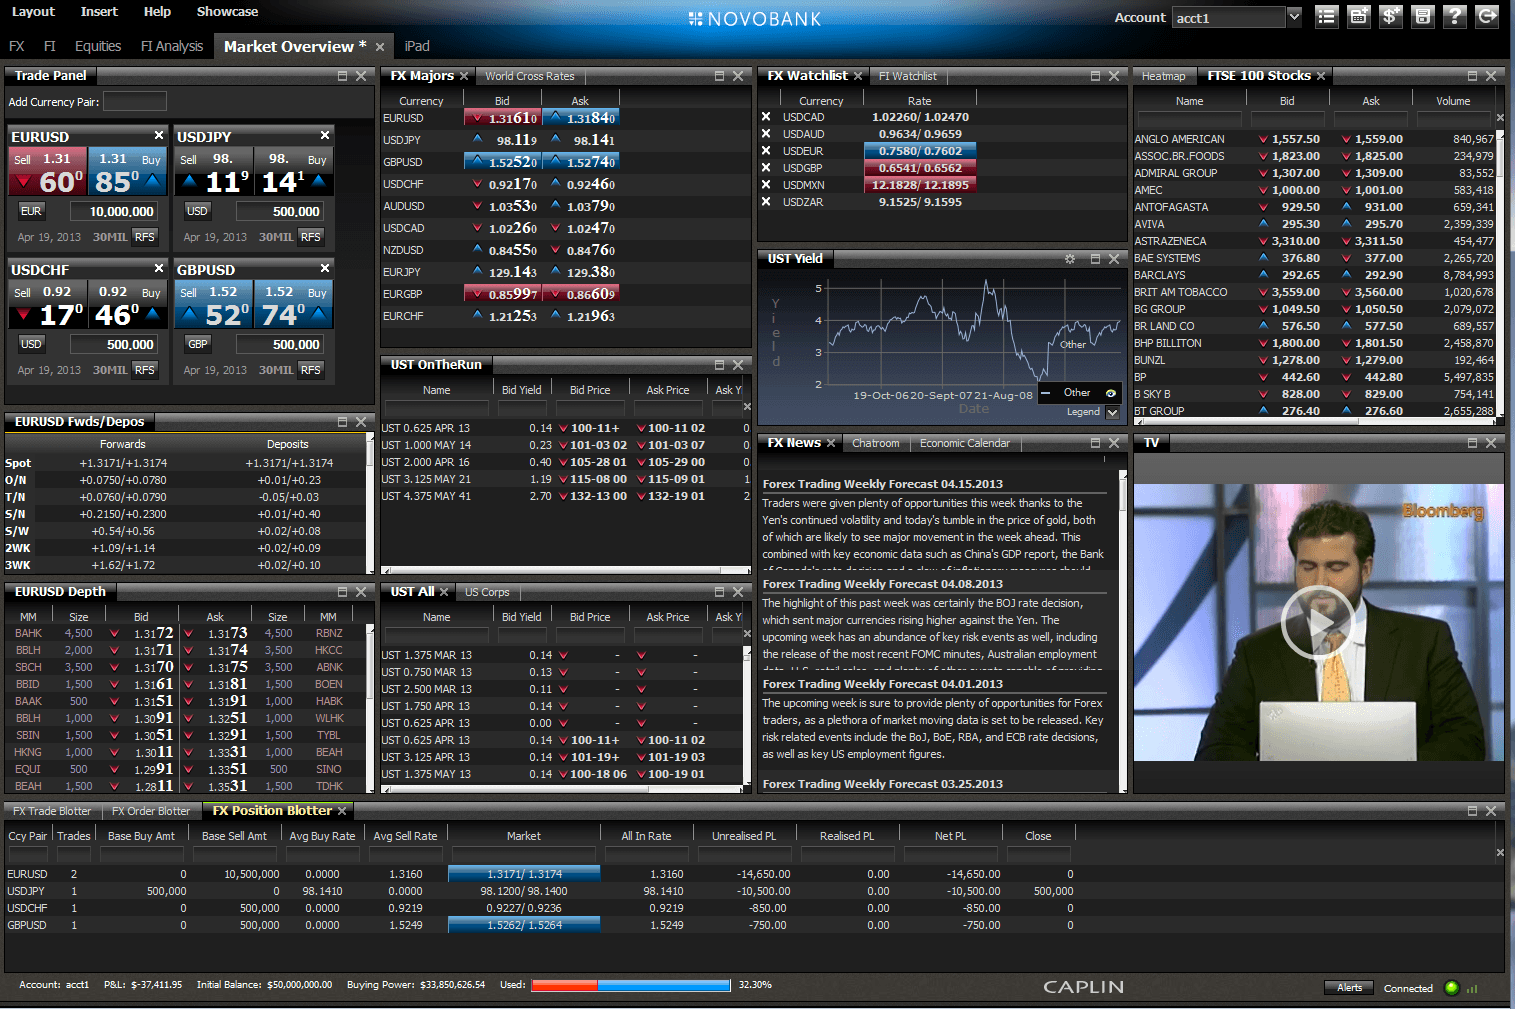 Layout Insert Help Showcase
NOVOBANK
Account acct1
FX FI Equities FI Analysis Market Overview * iPad
Trade Panel
Add Currency Pair:
EURUSD
Sell 1.31 1.31 Buy
60⁰ 85⁰
EUR 10,000,000
Apr 19, 2013 30MIL RFS
USDJPY
Sell 98. 98. Buy
11⁹ 14¹
USD 500,000
Apr 19, 2013 30MIL RFS
USDCHF
Sell 0.92 0.92 Buy
17⁰ 46⁰
USD 500,000
Apr 19, 2013 30MIL RFS
GBPUSD
Sell 1.52 1.52 Buy
52⁰ 74⁰
GBP 500,000
Apr 19, 2013 30MIL RFS
FX Majors World Cross Rates
Currency Bid Ask
EURUSD 1.31610 1.31840
USDJPY 98.119 98.141
GBPUSD 1.52520 1.52740
USDCHF 0.92170 0.92460
AUDUSD 1.03530 1.03790
USDCAD 1.02260 1.02470
NZDUSD 0.84550 0.84760
EURJPY 129.143 129.380
EURGBP 0.85997 0.86609
EURCHF 1.21253 1.21963
FX Watchlist FI Watchlist
Currency Rate
USDCAD 1.02260/ 1.02470
USDAUD 0.9634/ 0.9659
USDEUR 0.7580/ 0.7602
USDGBP 0.6541/ 0.6562
USDMXN 12.1828/ 12.1895
USDZAR 9.1525/ 9.1595
Heatmap FTSE 100 Stocks
Name Bid Ask Volume
ANGLO AMERICAN 1,557.50 1,559.00 840,967
ASSOC.BR.FOODS 1,823.00 1,825.00 234,979
ADMIRAL GROUP 1,307.00 1,309.00 83,552
AMEC 1,000.00 1,001.00 583,418
ANTOFAGASTA 929.50 931.00 659,341
AVIVA 295.30 295.70 2,359,339
ASTRAZENECA 3,310.00 3,311.50 454,477
BAE SYSTEMS 376.80 377.00 2,265,720
BARCLAYS 292.65 292.90 8,784,993
BRIT AM TOBACCO 3,559.00 3,560.00 1,020,678
BG GROUP 1,049.50 1,050.50 2,079,072
BR LAND CO 576.50 577.50 689,557
BHP BILLITON 1,800.00 1,801.50 2,458,870
BUNZL 1,278.00 1,279.00 192,464
BP 442.60 442.80 5,497,835
B SKY B 828.00 829.00 754,141
BT GROUP 276.40 276.60 2,655,288
UST Yield
Yield
5
4
3
2
Other
19-Oct-06 20-Sept-07 21-Aug-08
Date
Other
Legend
UST OnTheRun
Name Bid Yield Bid Price Ask Price Ask Y
UST 0.625 APR 13 0.14 100-11+ 100-11 02 0
UST 1.000 MAY 14 0.23 101-03 02 101-03 07 0
UST 2.000 APR 16 0.40 105-28 01 105-29 00 0
UST 3.125 MAY 21 1.19 115-08 00 115-09 01 1
UST 4.375 MAY 41 2.70 132-13 00 132-19 01 2
EURUSD Fwds/Depos
Forwards Deposits
Spot +1.3171/+1.3174 +1.3171/+1.3174
O/N +0.0750/+0.0780 +0.01/+0.23
T/N +0.0760/+0.0790 -0.05/+0.03
S/N +0.2150/+0.2300 +0.01/+0.40
S/W +0.54/+0.56 +0.02/+0.08
2WK +1.09/+1.14 +0.02/+0.09
3WK +1.62/+1.72 +0.02/+0.10
EURUSD Depth
MM Size Bid Ask Size MM
BAHK 4,500 1.3172 1.3173 4,500 RBNZ
BBLH 2,000 1.3171 1.3174 3,500 HKCC
SBCH 3,500 1.3170 1.3175 3,500 ABNK
BBID 1,500 1.3161 1.3181 1,500 BOEN
BAAK 500 1.3151 1.3191 1,000 HABK
BBLH 1,000 1.3091 1.3251 1,000 WLHK
SBIN 1,500 1.3051 1.3291 1,500 TYBL
HKNG 1,000 1.3011 1.3331 1,000 BEAH
EQUI 500 1.2991 1.3351 500 SINO
BEAH 1,500 1.2811 1.3531 1,500 TDHK
UST All US Corps
Name Bid Yield Bid Price Ask Price Ask Y
UST 1.375 MAR 13 0.14 - -
UST 0.750 MAR 13 0.13 - -
UST 2.500 MAR 13 0.11 - -
UST 1.750 APR 13 0.14 - -
UST 0.625 APR 13 0.00 - -
UST 0.625 APR 13 0.14 100-11+ 100-11 02
UST 3.125 APR 13 0.14 101-19+ 101-19 03
UST 1.375 MAY 13 0.14 100-18 06 100-19 01
FX News Chatroom Economic Calendar
Forex Trading Weekly Forecast 04.15.2013
Traders were given plenty of opportunities this week thanks to the
Yen's continued volatility and today's tumble in the price of gold, both
of which are likely to see major movement in the week ahead. This
combined with key economic data such as China's GDP report, the Bank
of Canada's rate decision and a slew of inflationary measures should
Forex Trading Weekly Forecast 04.08.2013
The highlight of this past week was certainly the BOJ rate decision,
which sent major currencies rising higher against the Yen. The
upcoming week has an abundance of key risk events as well, including
the release of the most recent FOMC minutes, Australian employment
data, U.S. retail sales, and plenty of other events capable of providing
Forex Trading Weekly Forecast 04.01.2013
The upcoming week is sure to provide plenty of opportunities for Forex
traders, as a plethora of market moving data is set to be released. Key
risk related events include the BoJ, BoE, RBA, and ECB rate decisions,
as well as key US employment figures.
Forex Trading Weekly Forecast 03.25.2013
TV
Bloomberg
FX Trade Blotter FX Order Blotter FX Position Blotter
Ccy Pair Trades Base Buy Amt Base Sell Amt Avg Buy Rate Avg Sell Rate Market All In Rate Unrealised PL Realised PL Net PL Close
EURUSD 2 0 10,500,000 0.0000 1.3160 1.3171/ 1.3174 1.3160 -14,650.00 0.00 -14,650.00 0
USDJPY 1 500,000 0 98.1410 0.0000 98.1200/ 98.1400 98.1410 -10,500.00 0.00 -10,500.00 500,000
USDCHF 1 0 500,000 0.0000 0.9219 0.9227/ 0.9236 0.9219 -850.00 0.00 -850.00 0
GBPUSD 1 0 500,000 0.0000 1.5249 1.5262/ 1.5264 1.5249 -750.00 0.00 -750.00 0
Account: acct1 P&L: $-37,411.95 Initial Balance: $50,000,000.00 Buying Power: $33,850,626.54 Used: 32.30%
CAPLIN
Alerts Connected